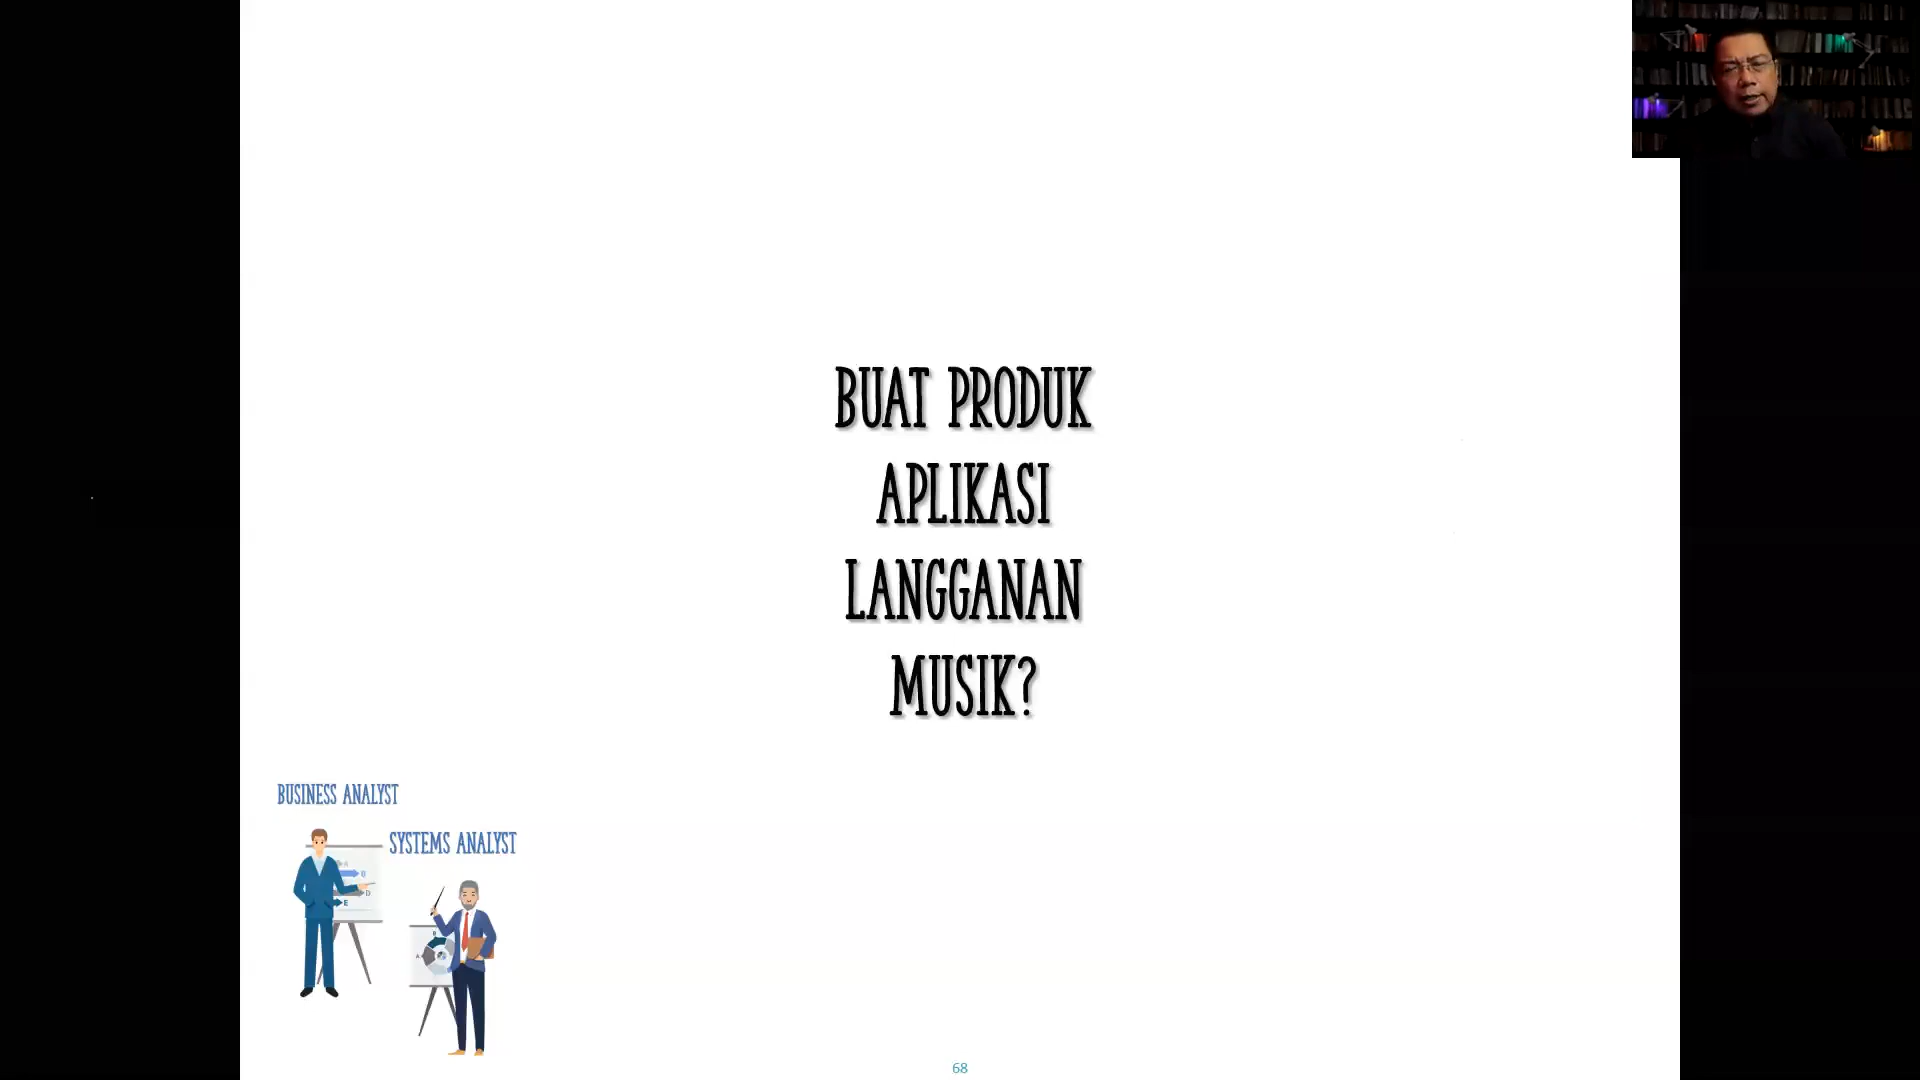 BUAT PRODUK
APLIKASI
LANGGANAN
MUSIK?
BUSINESS ANALYST
SYSTEMS ANALYST
B
D
E
A
68